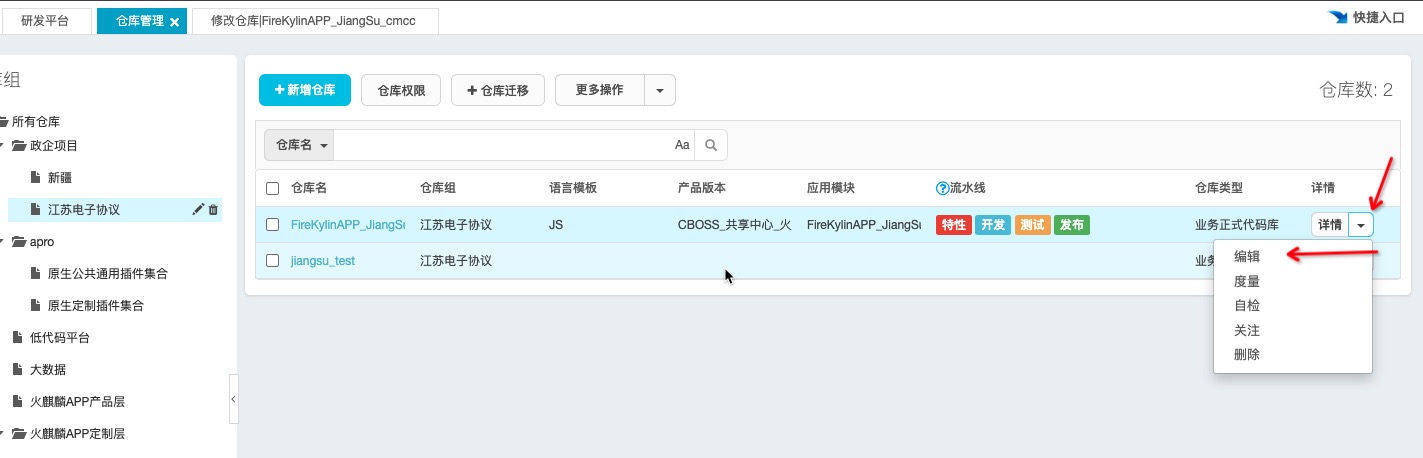 研发平台 仓库管理 修改仓库|FireKylinAPP_JiangSu_cmcc 快捷入口
组
新增仓库 仓库权限 仓库迁移 更多操作 仓库数: 2
所有仓库
政企项目
新疆
江苏电子协议
apro
原生公共通用插件集合
原生定制插件集合
低代码平台
大数据
火麒麟APP产品层
火麒麟APP定制层
仓库名 Aa
仓库名 仓库组 语言模板 产品版本 应用模块 ?流水线 仓库类型 详情
FireKylinAPP_JiangSu 江苏电子协议 JS CBOSS_共享中心_火 FireKylinAPP_JiangSu 特性 开发 测试 发布 业务正式代码库 详情
jiangsu_test 江苏电子协议 业务
编辑
度量
自检
关注
删除